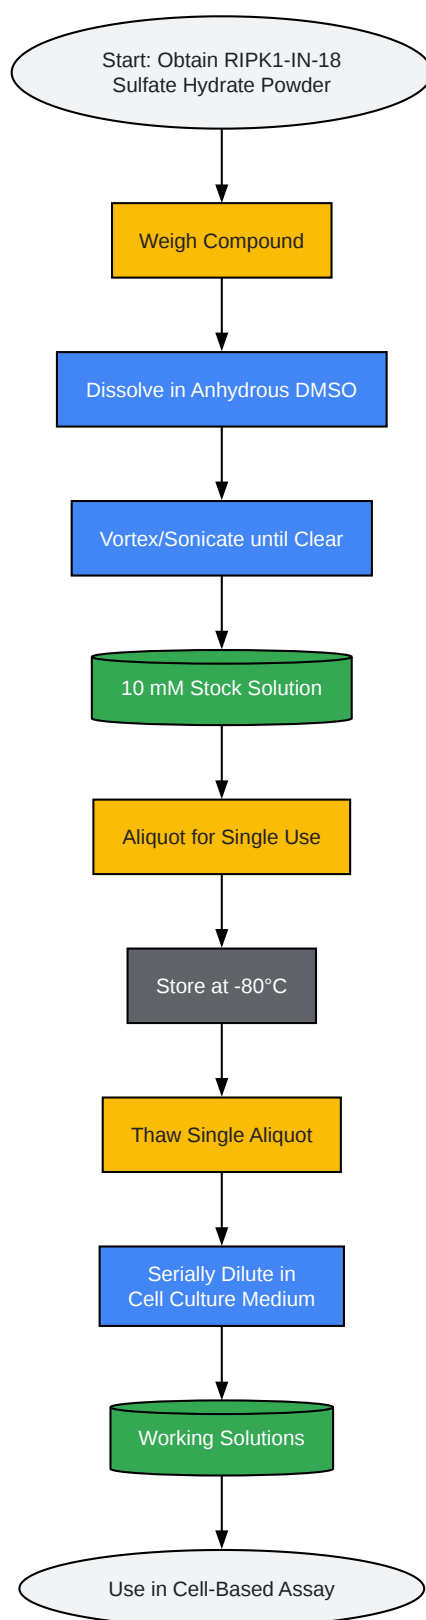 Start: Obtain RIPK1-IN-18
Sulfate Hydrate Powder
Weigh Compound
Dissolve in Anhydrous DMSO
Vortex/Sonicate until Clear
10 mM Stock Solution
Aliquot for Single Use
Store at -80°C
Thaw Single Aliquot
Serially Dilute in
Cell Culture Medium
Working Solutions
Use in Cell-Based Assay